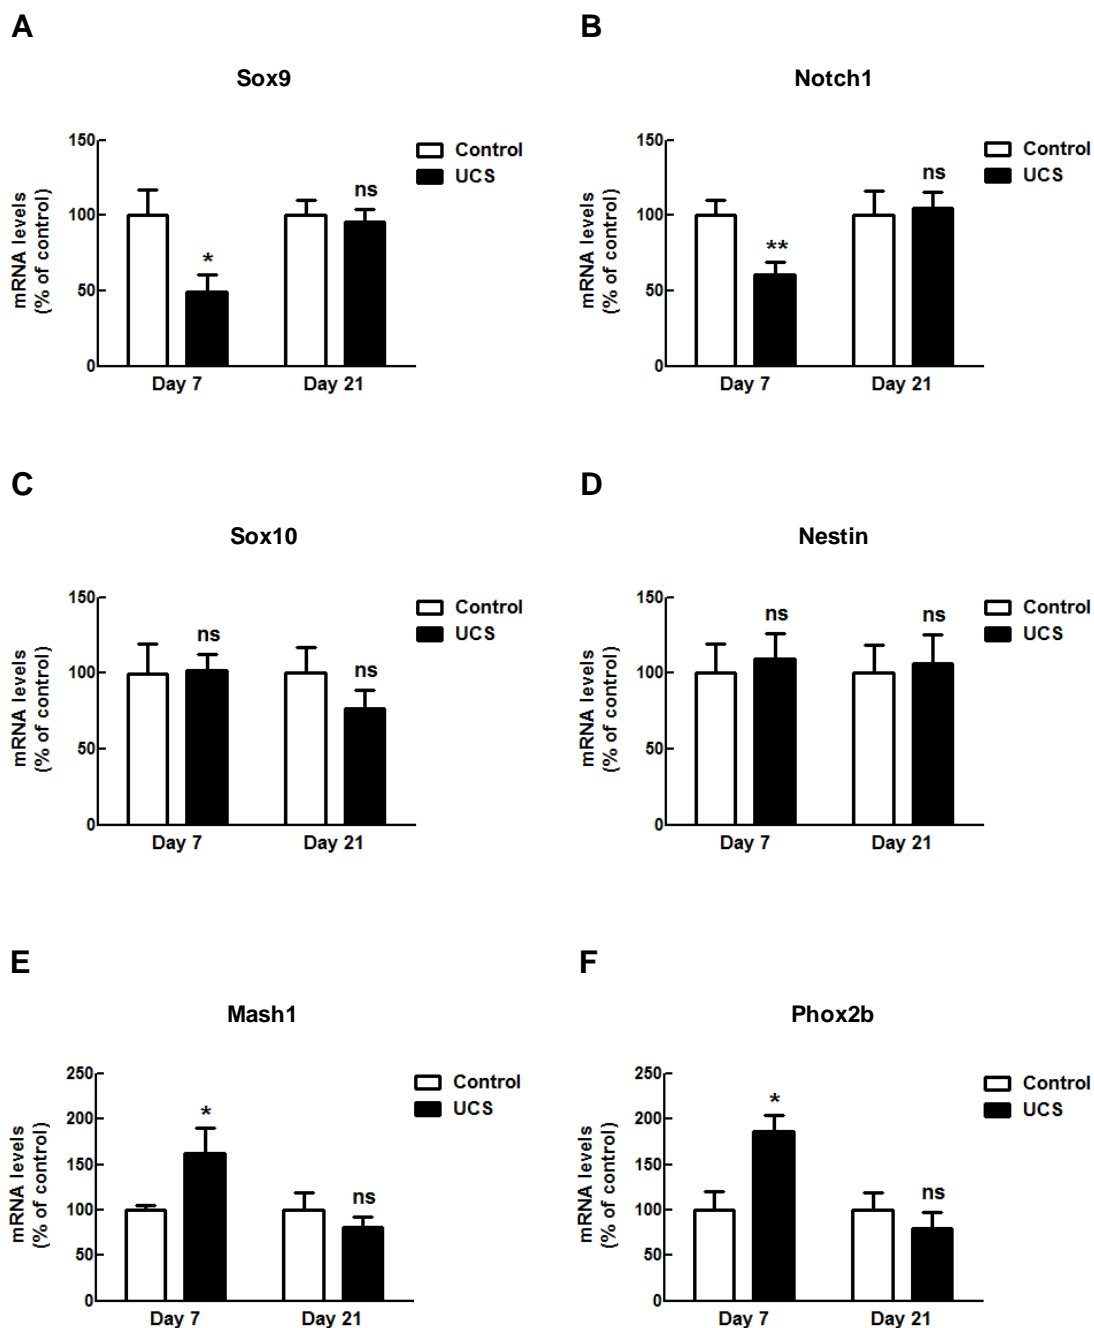 A
Sox9
150
100
50
0
mRNA levels
(% of control)
*
ns
Day 7
Day 21
Control
UCS
B
Notch1
150
100
50
0
mRNA levels
(% of control)
**
ns
Day 7
Day 21
Control
UCS
C
Sox10
150
100
50
0
mRNA levels
(% of control)
ns
ns
Day 7
Day 21
Control
UCS
D
Nestin
150
100
50
0
mRNA levels
(% of control)
ns
ns
Day 7
Day 21
Control
UCS
E
Mash1
250
200
150
100
50
0
mRNA levels
(% of control)
*
ns
Day 7
Day 21
Control
UCS
F
Phox2b
250
200
150
100
50
0
mRNA levels
(% of control)
*
ns
Day 7
Day 21
Control
UCS